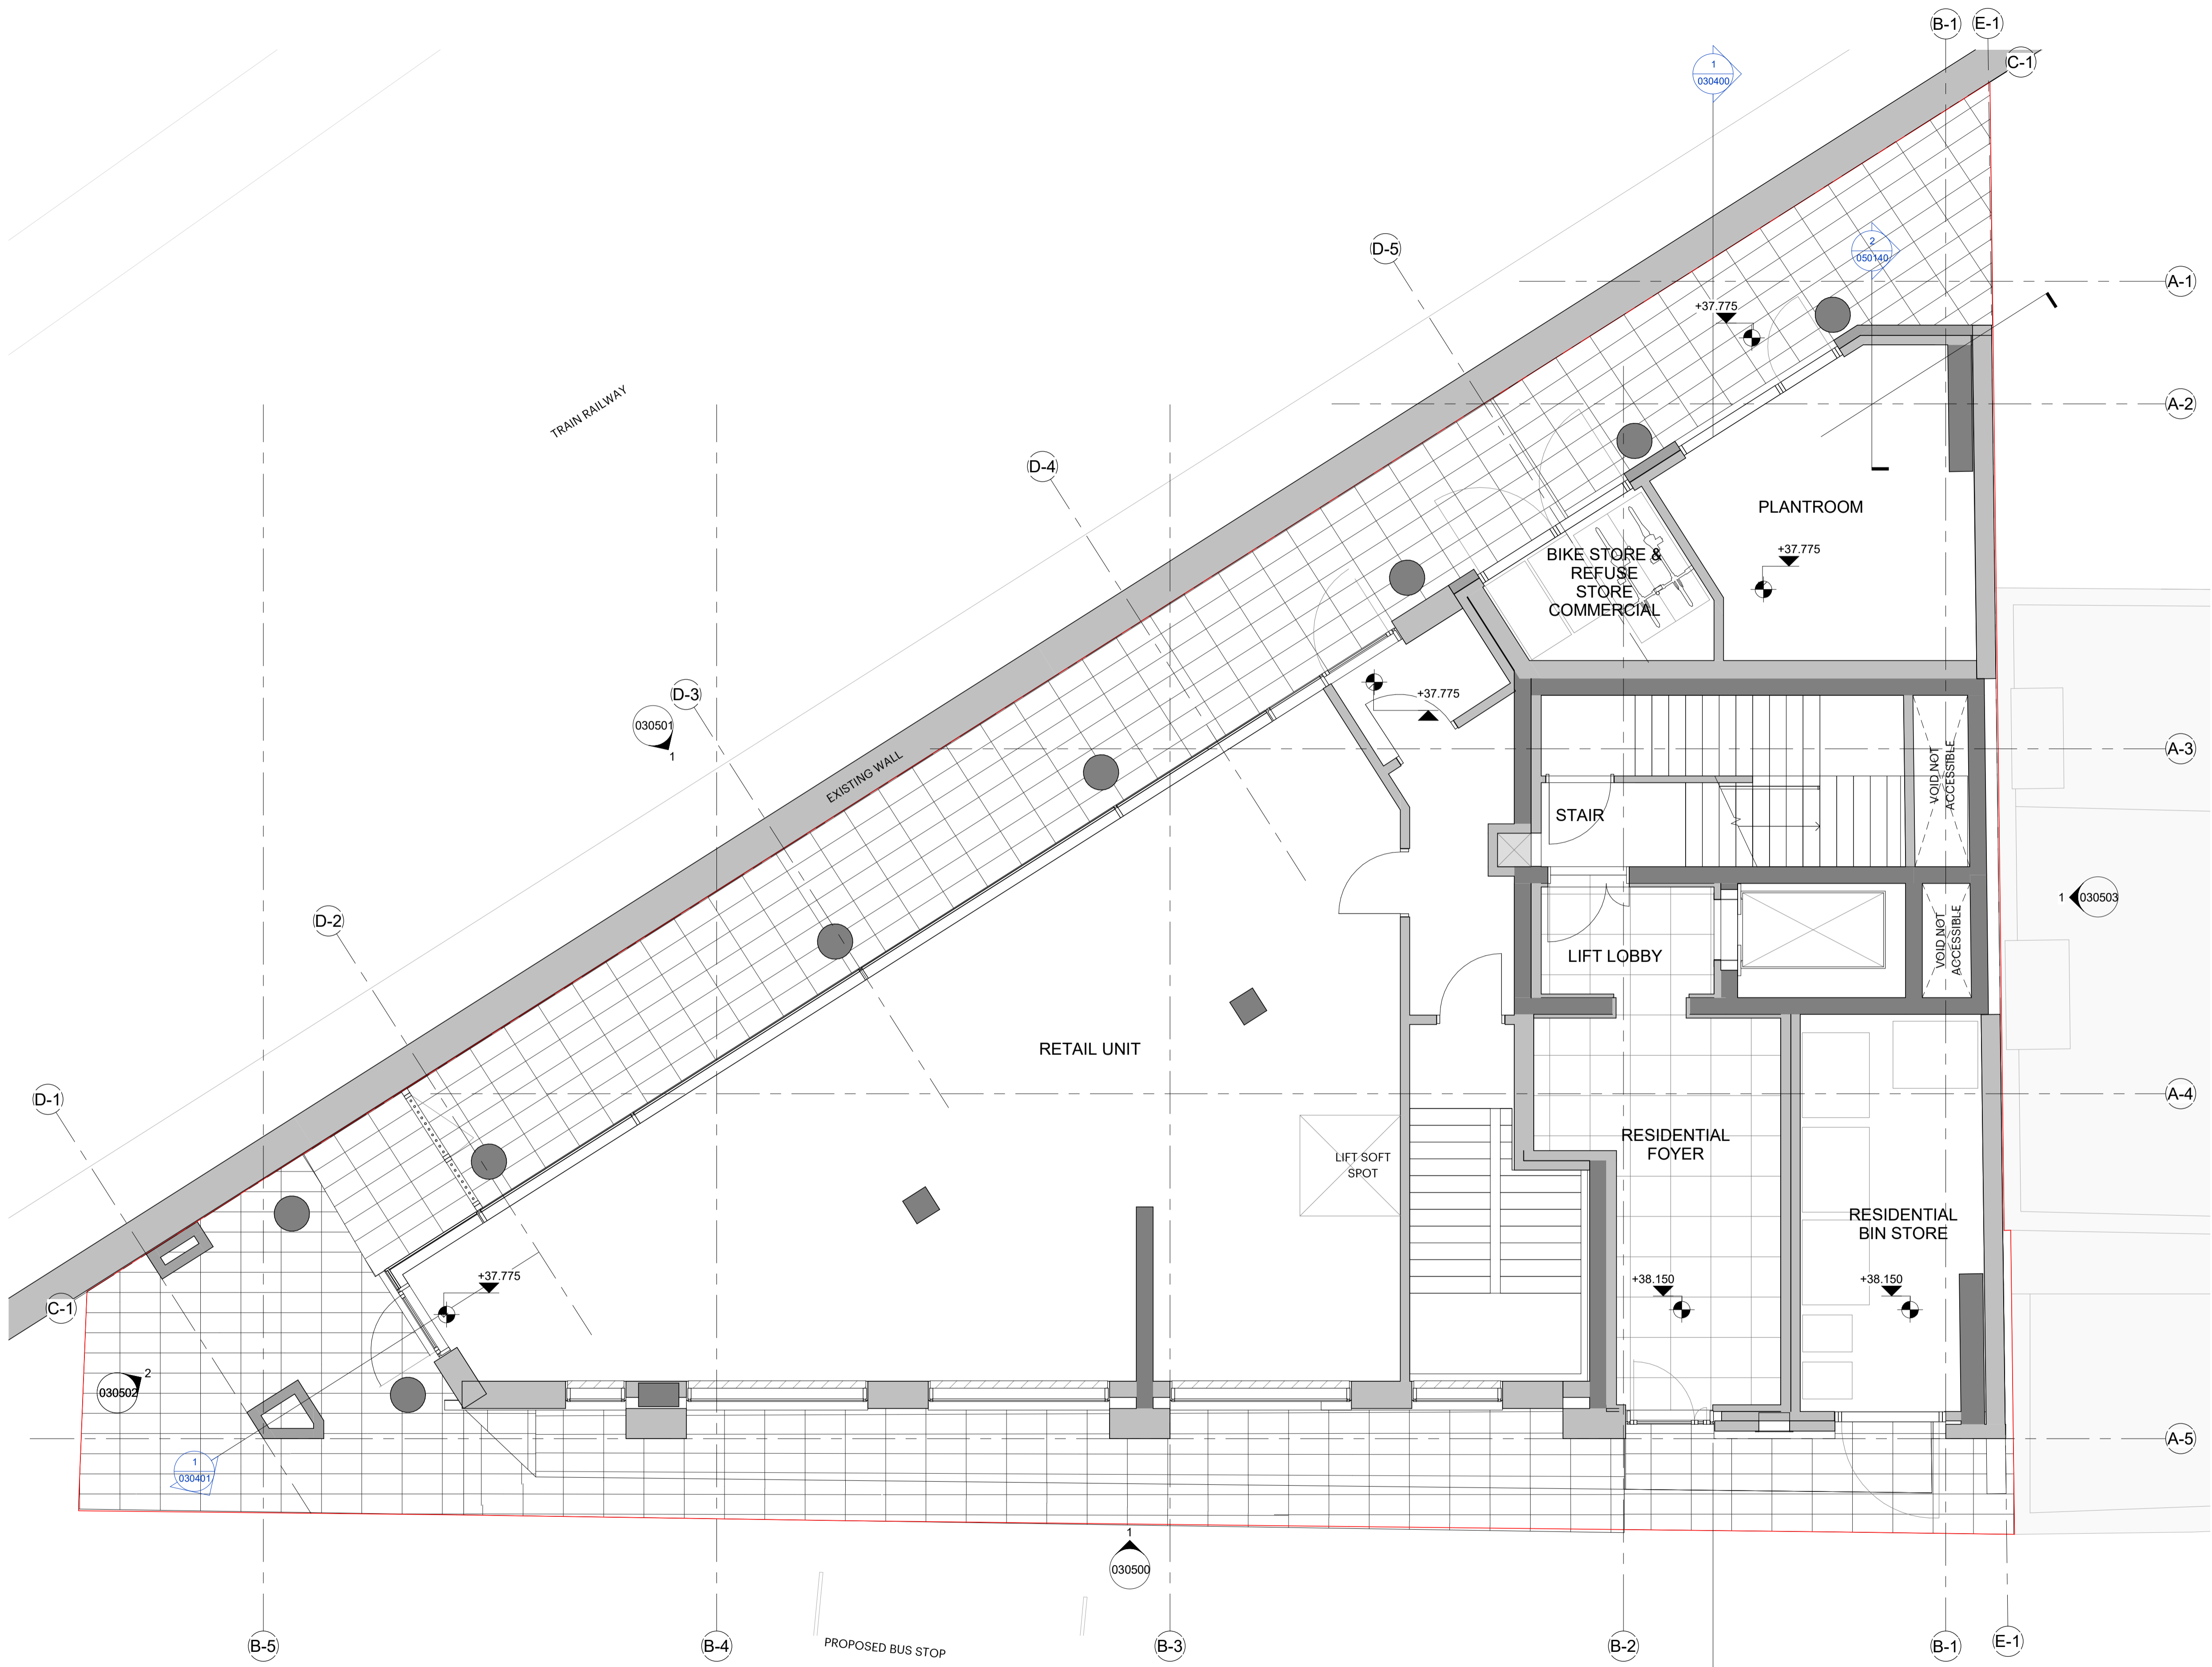 B-1
E-1
C-1
1
030400
D-5
2
050140
A-1
+37.775
A-2
TRAIN RAILWAY
D-4
PLANTROOM
+37.775
BIKE STORE &
REFUSE
STORE
COMMERCIAL
D-3
+37.775
030501
1
A-3
EXISTING WALL
VOID NOT
ACCESSIBLE
STAIR
1
030503
D-2
VOID NOT
ACCESSIBLE
LIFT LOBBY
RETAIL UNIT
D-1
A-4
RESIDENTIAL
FOYER
LIFT SOFT
SPOT
RESIDENTIAL
BIN STORE
+37.775
+38.150
+38.150
C-1
2
030502
A-5
1
030401
1
030500
B-5
B-4
PROPOSED BUS STOP
B-3
B-2
B-1
E-1